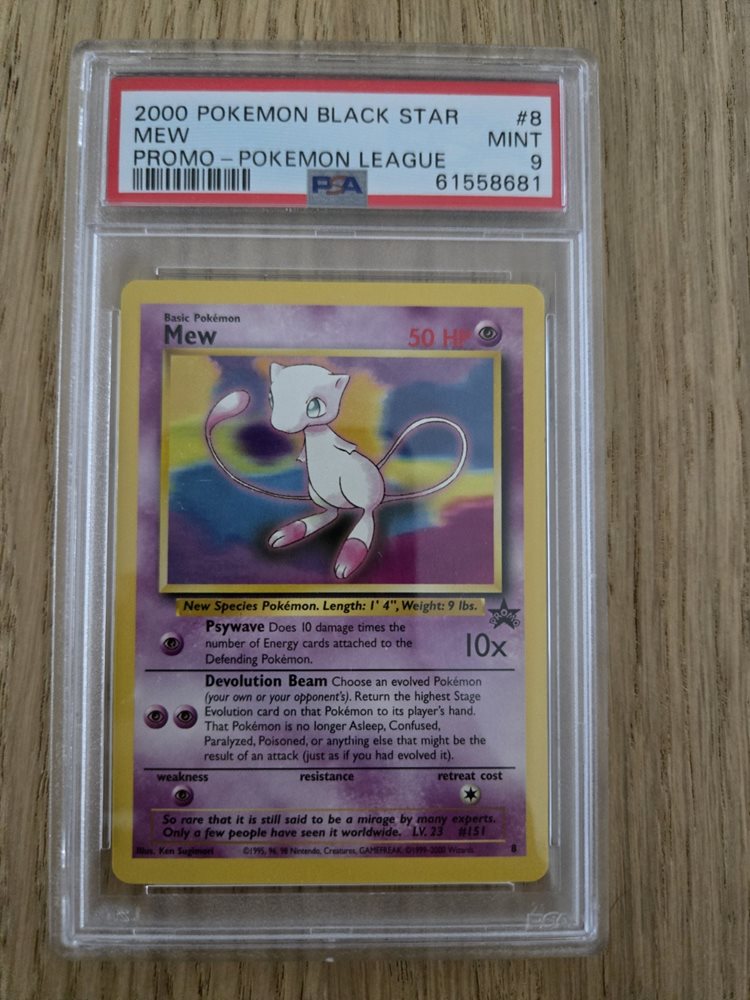 2000 POKEMON BLACK STAR #8
MEW MINT
PROMO - POKEMON LEAGUE 9
PSA 61558681
Basic Pokémon
Mew 50 HP
New Species Pokémon. Length: 1' 4", Weight: 9 lbs.
PROMO
Psywave Does 10 damage times the
number of Energy cards attached to the
Defending Pokémon.
10x
Devolution Beam Choose an evolved Pokémon
(your own or your opponent's). Return the highest Stage
Evolution card on that Pokémon to its player's hand.
That Pokémon is no longer Asleep, Confused,
Paralyzed, Poisoned, or anything else that might be the
result of an attack (just as if you had evolved it).
weakness resistance retreat cost
So rare that it is still said to be a mirage by many experts.
Only a few people have seen it worldwide. LV. 23 #151
Illus. Ken Sugimori ©1995, 96, 98 Nintendo, Creatures, GAMEFREAK. ©1999-2000 Wizards. 8
PSA